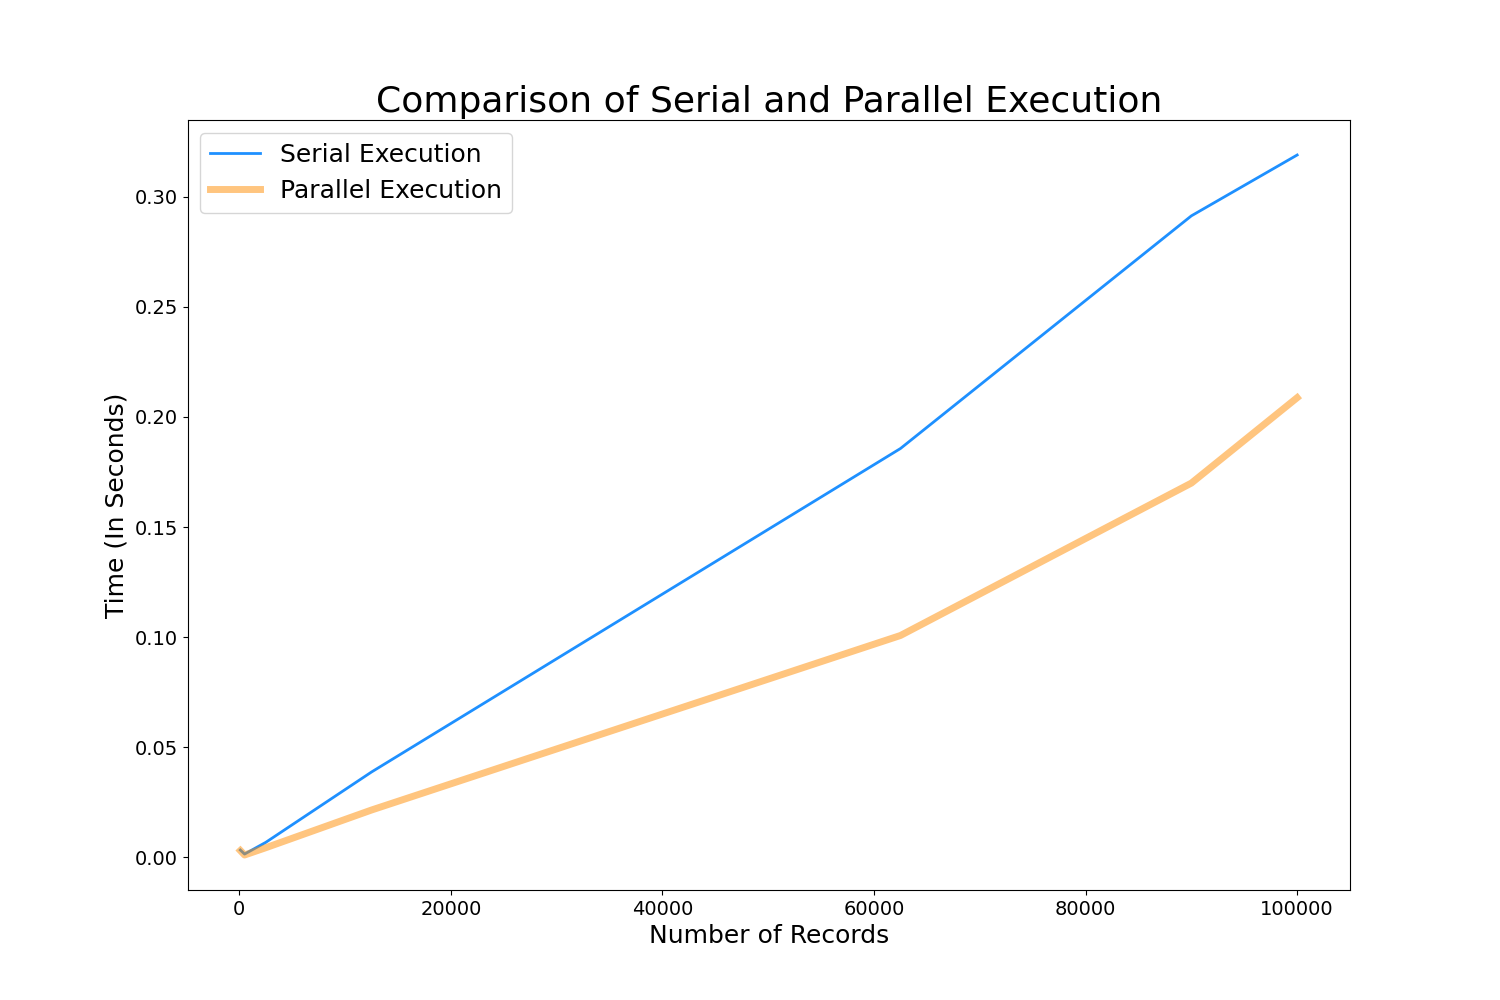 Comparison of Serial and Parallel Execution
Serial Execution
Parallel Execution
0.30
0.25
0.20
0.15
0.10
0.05
0.00
Time (In Seconds)
0 20000 40000 60000 80000 100000
Number of Records